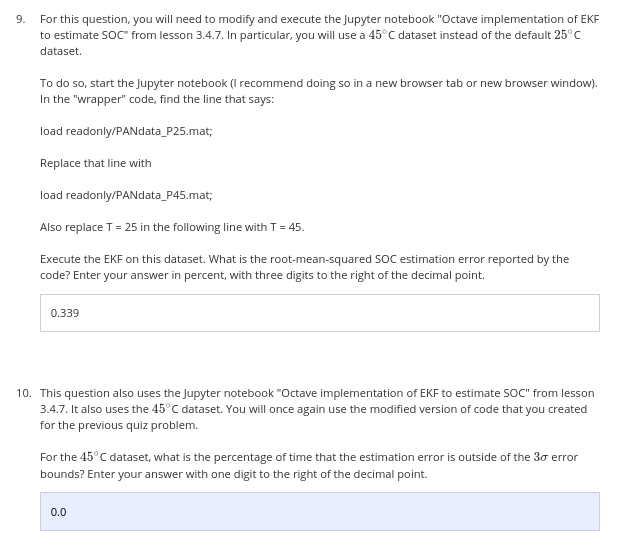 9. For this question, you will need to modify and execute the Jupyter notebook "Octave implementation of EKF
to estimate SOC" from lesson 3.4.7. In particular, you will use a 45°C dataset instead of the default 25°C
dataset.
To do so, start the Jupyter notebook (I recommend doing so in a new browser tab or new browser window).
In the "wrapper" code, find the line that says:
load readonly/PANdata_P25.mat;
Replace that line with
load readonly/PANdata_P45.mat;
Also replace T = 25 in the following line with T = 45.
Execute the EKF on this dataset. What is the root-mean-squared SOC estimation error reported by the
code? Enter your answer in percent, with three digits to the right of the decimal point.
0.339
10. This question also uses the Jupyter notebook "Octave implementation of EKF to estimate SOC" from lesson
3.4.7. It also uses the 45°C dataset. You will once again use the modified version of code that you created
for the previous quiz problem.
For the 45°C dataset, what is the percentage of time that the estimation error is outside of the 3σ error
bounds? Enter your answer with one digit to the right of the decimal point.
0.0